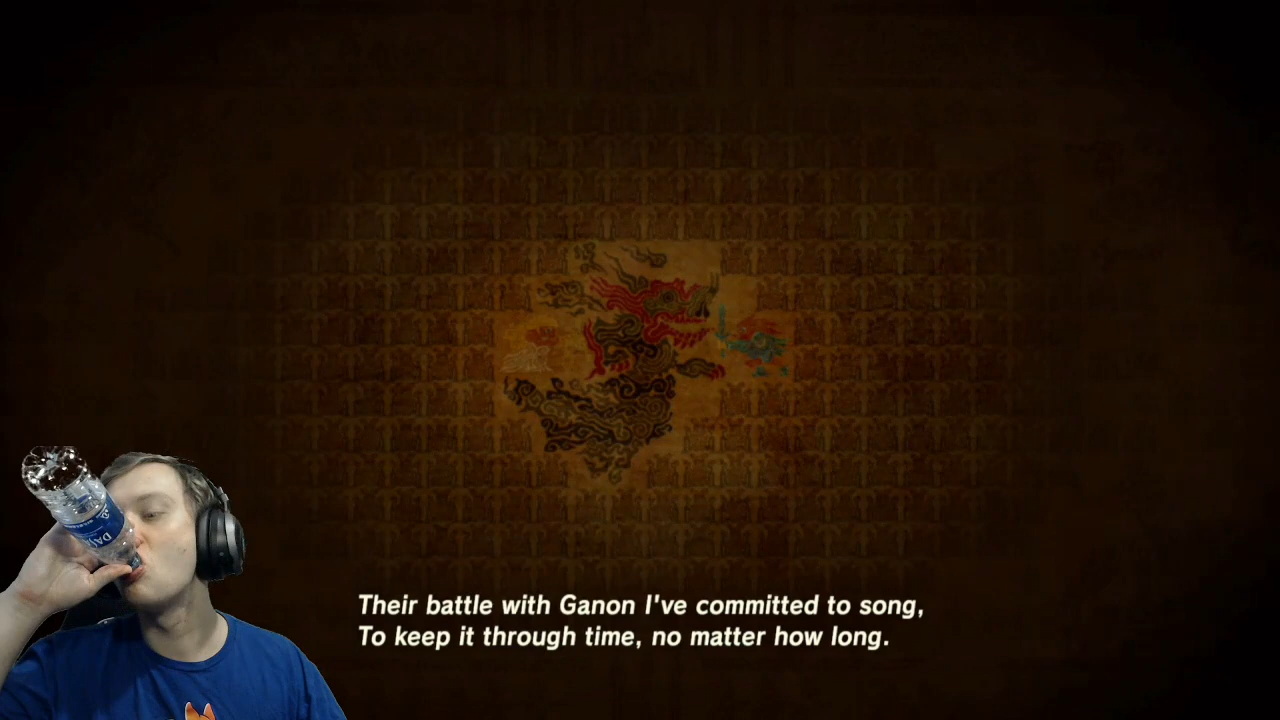 Their battle with Ganon I've committed to song,
To keep it through time, no matter how long.